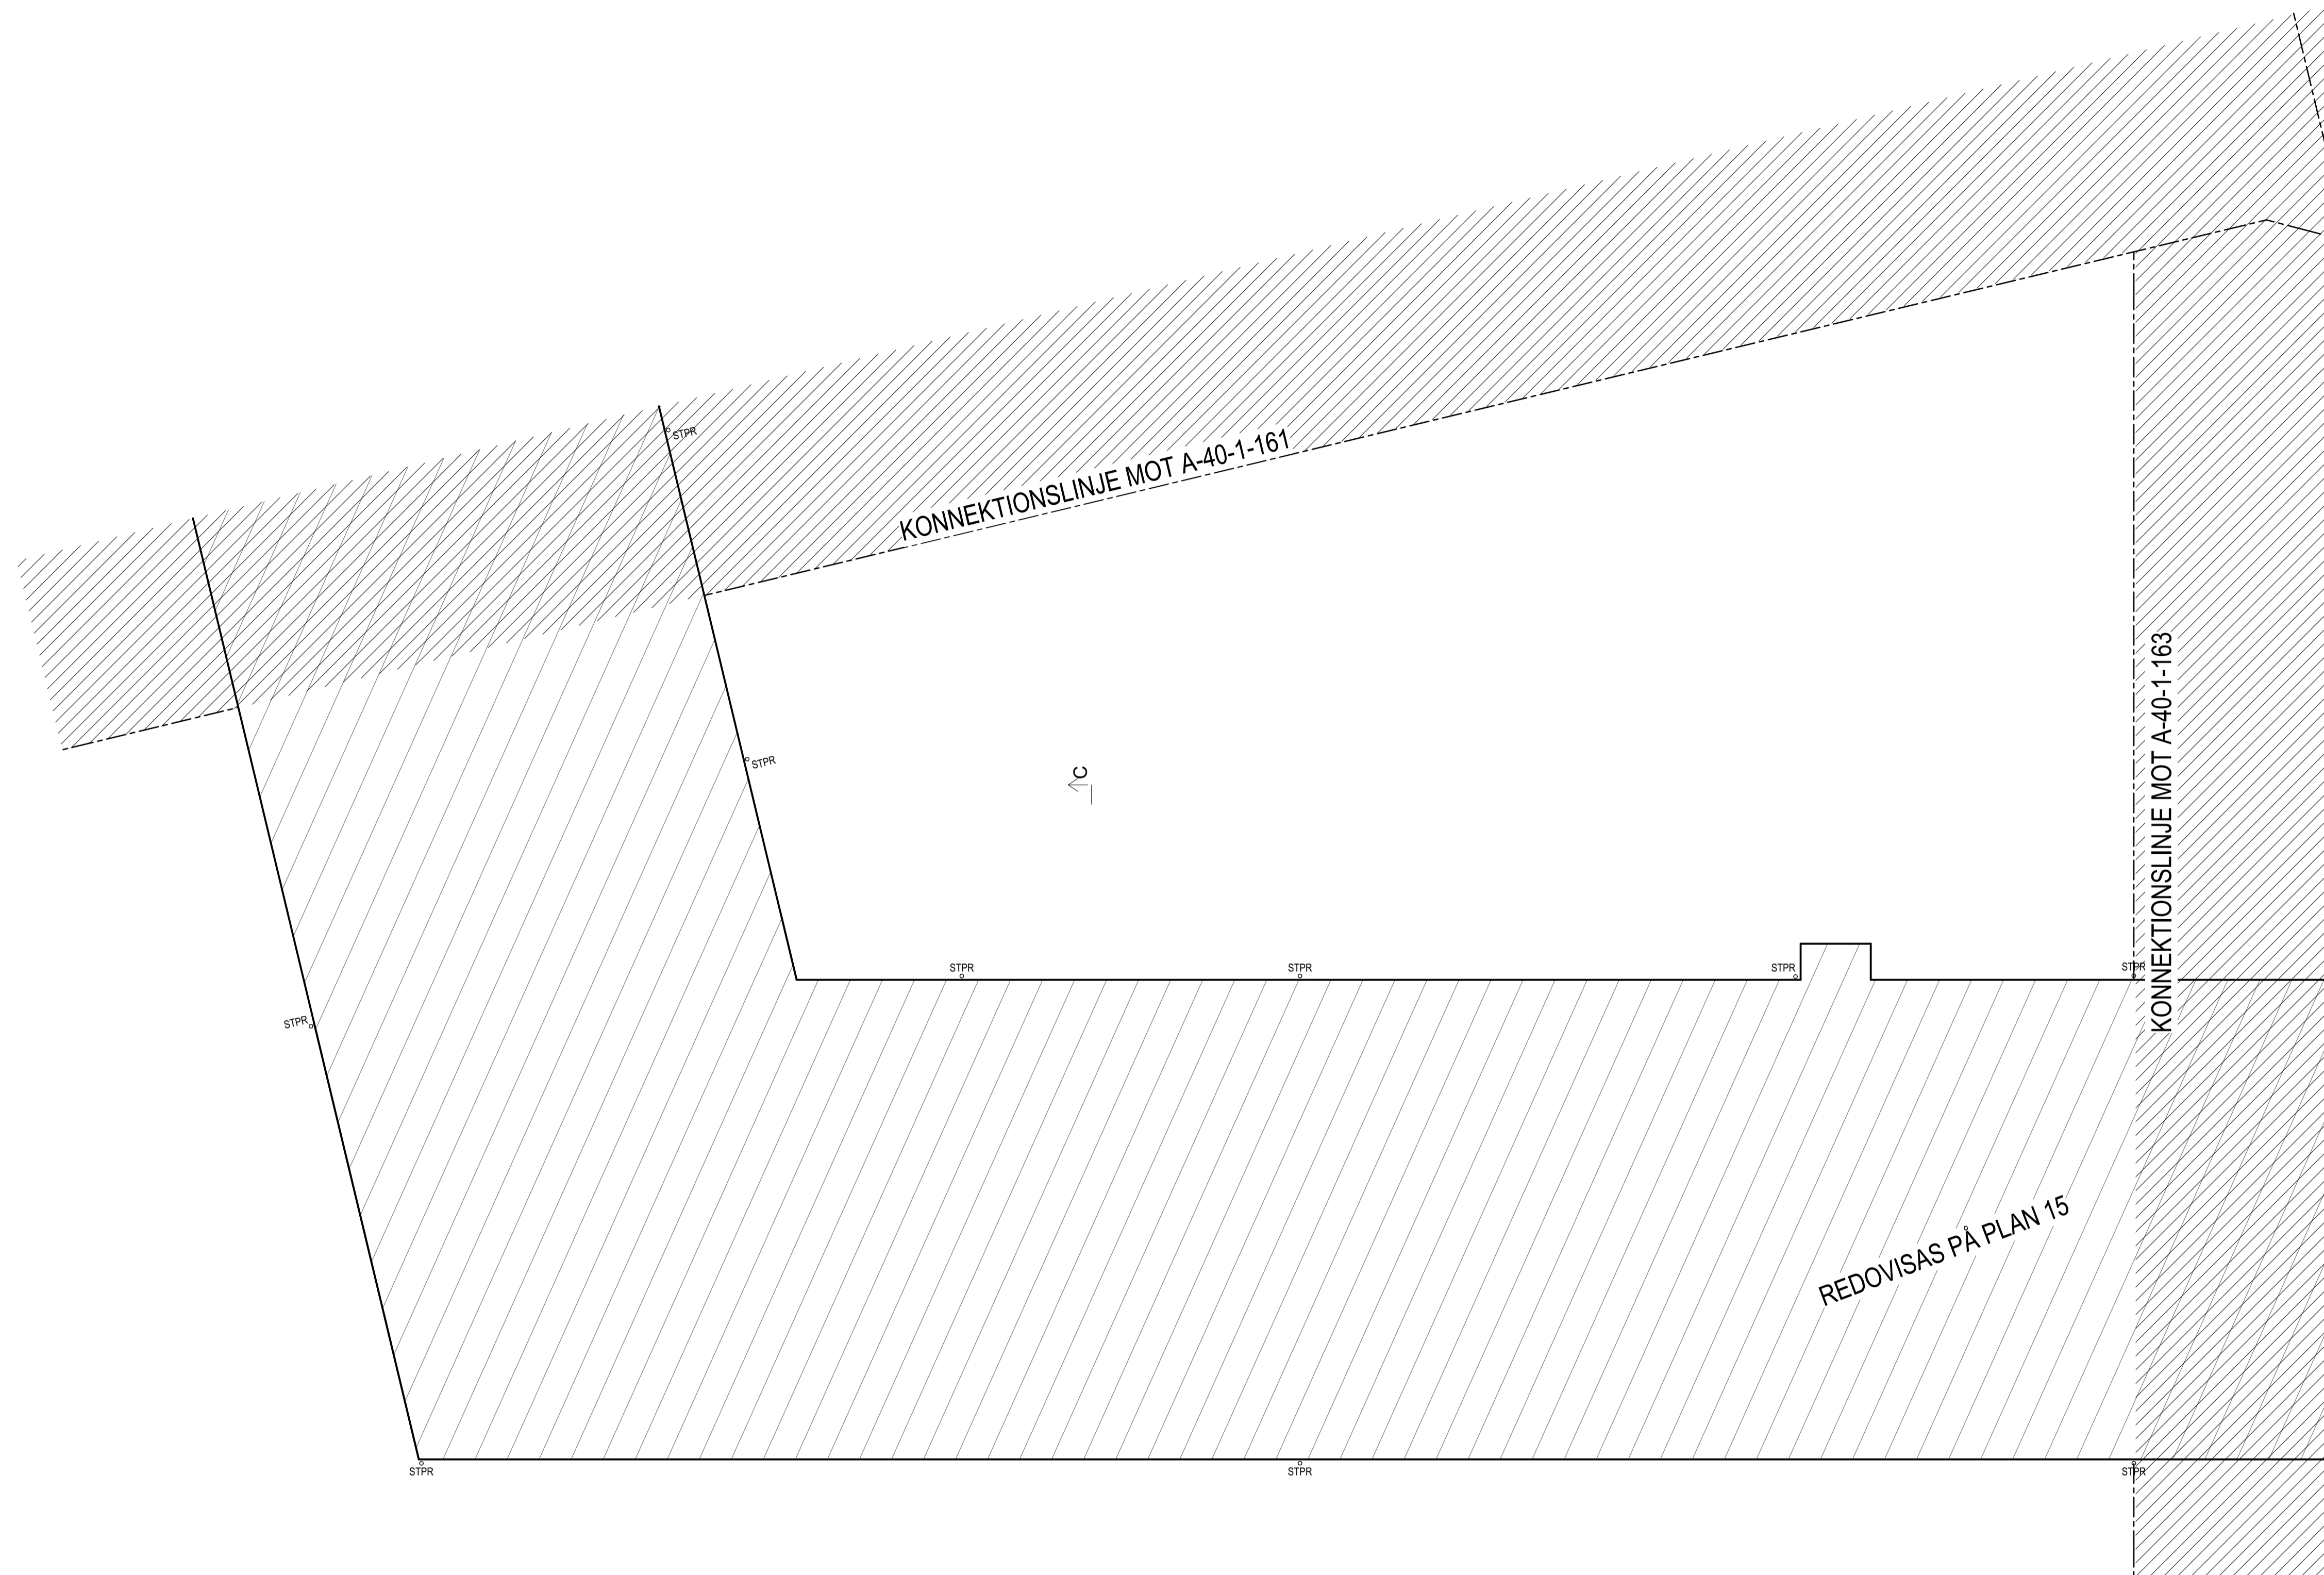 STPR
KONNEKTIONSLINJE MOT A-40-1-161
KONNEKTIONSLINJE MOT A-40-1-163
STPR
C
STPR
STPR
STPR
STPR
STPR
REDOVISAS PÅ PLAN 15
STPR
STPR
STPR